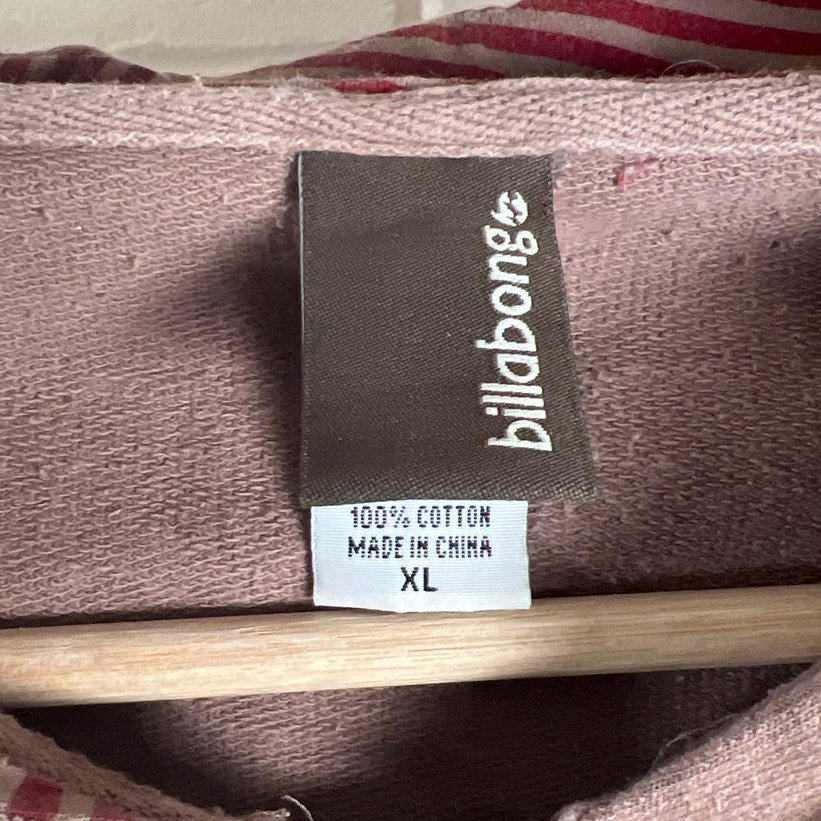 billabong
100% COTTON
MADE IN CHINA
XL